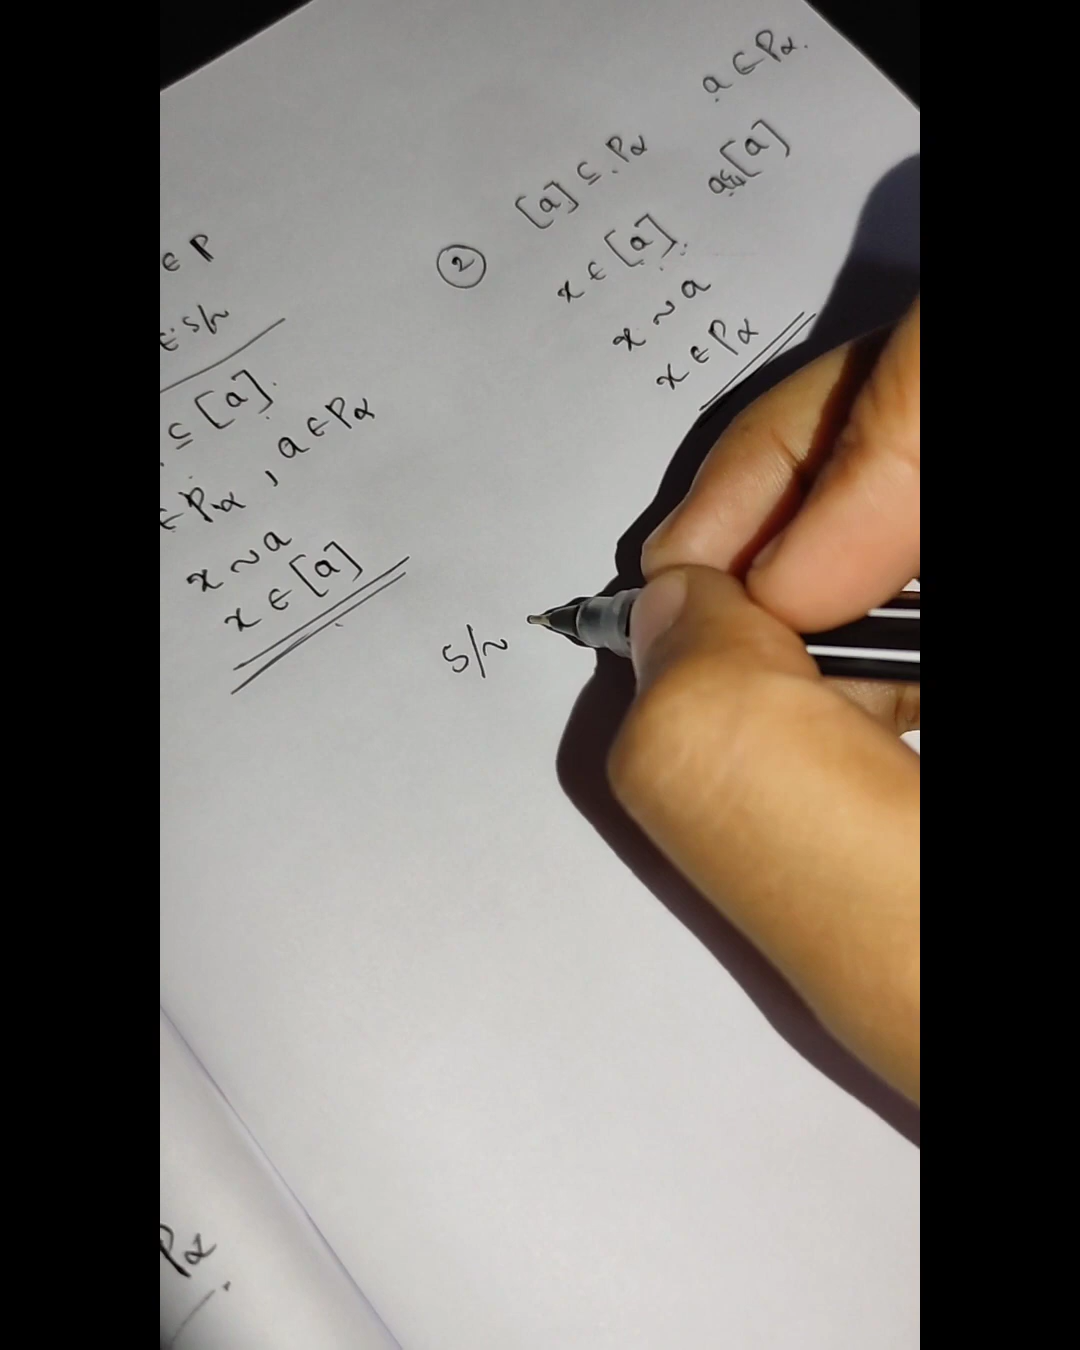 ∈ P
∈ S/~
⊆ [a].
∈ Pα , a ∈ Pα
x ~ a
x ∈ [a]
② [a] ⊆ Pα
a ∈ Pα.
x ∈ [a]
a ∈ [a]
x ~ a
x ∈ Pα
S/~
Pα